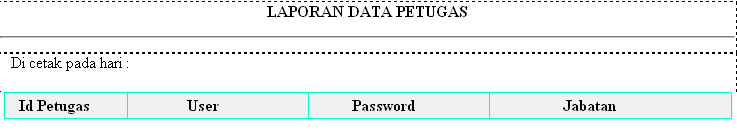 LAPORAN DATA PETUGAS
Di cetak pada hari :
Id Petugas User Password Jabatan